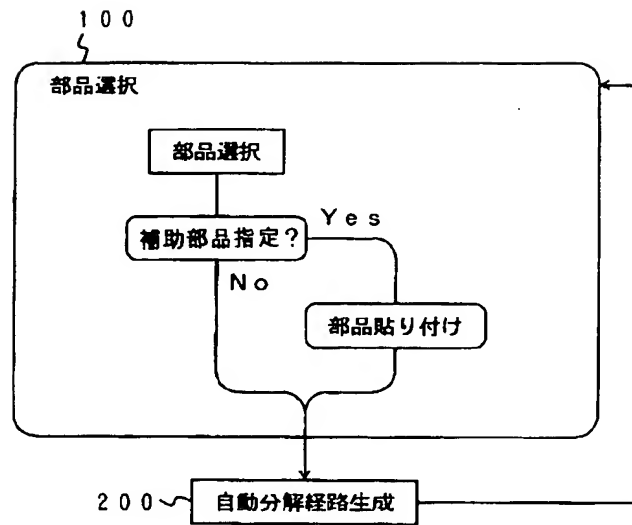 １００
部品選択
部品選択
補助部品指定？
Ｙｅｓ
Ｎｏ
部品貼り付け
２００
自動分解経路生成